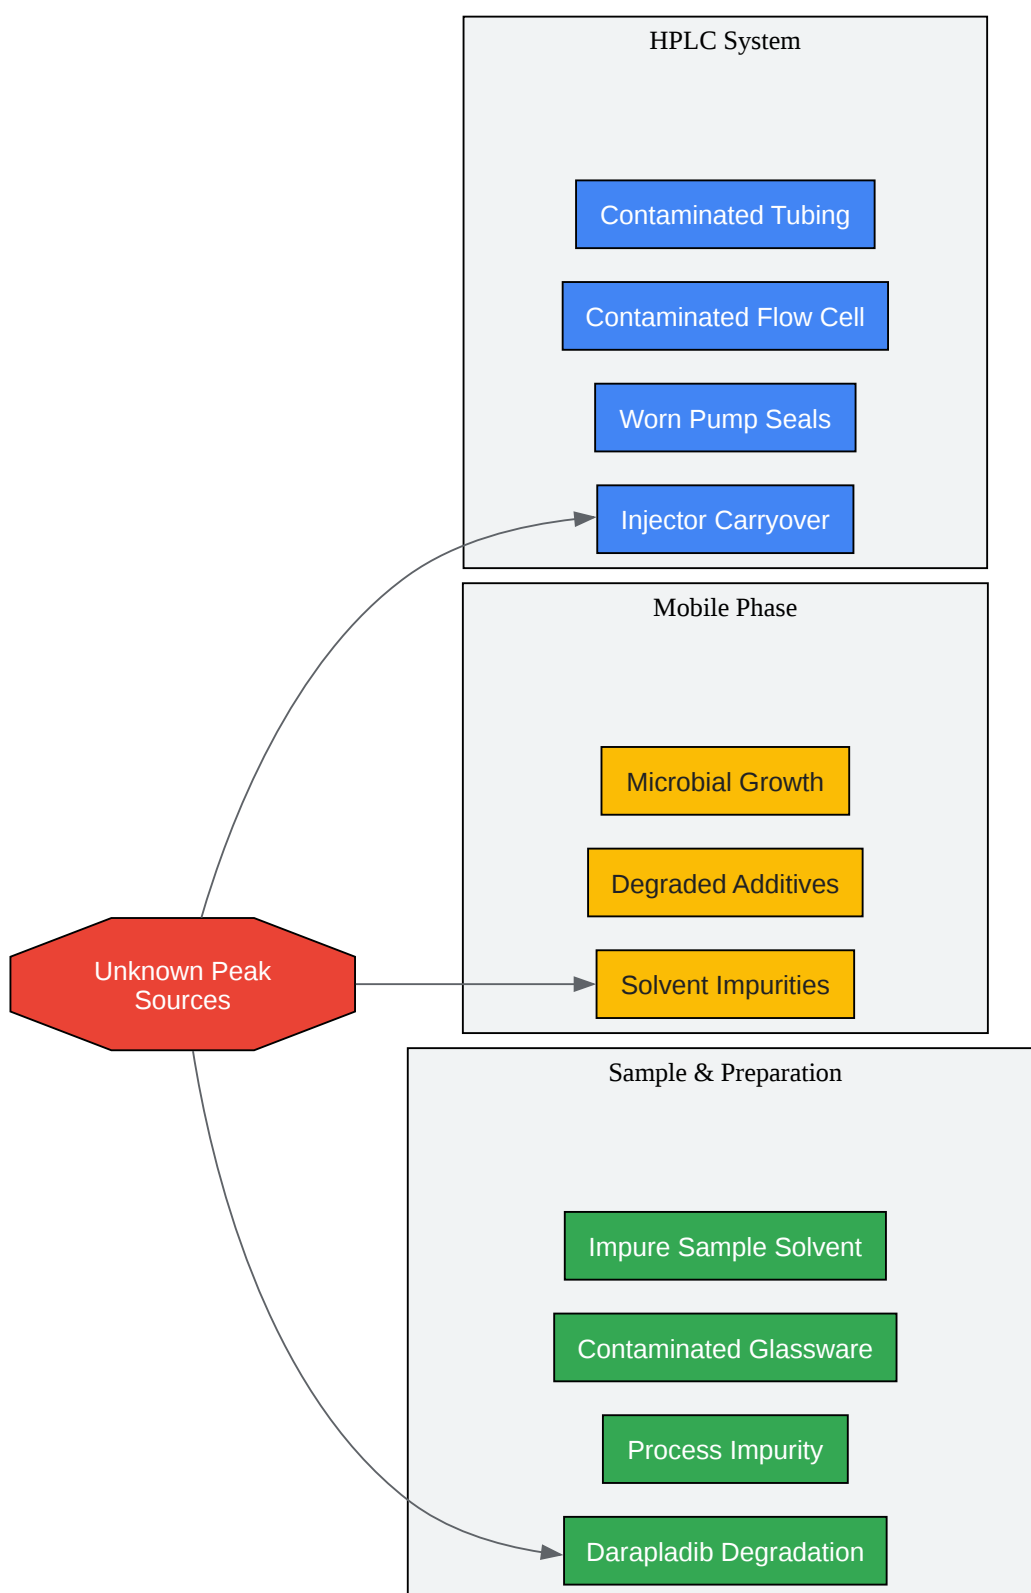 HPLC System
Contaminated Tubing
Contaminated Flow Cell
Worn Pump Seals
Injector Carryover
Mobile Phase
Microbial Growth
Degraded Additives
Solvent Impurities
Unknown Peak
Sources
Sample & Preparation
Impure Sample Solvent
Contaminated Glassware
Process Impurity
Darapladib Degradation